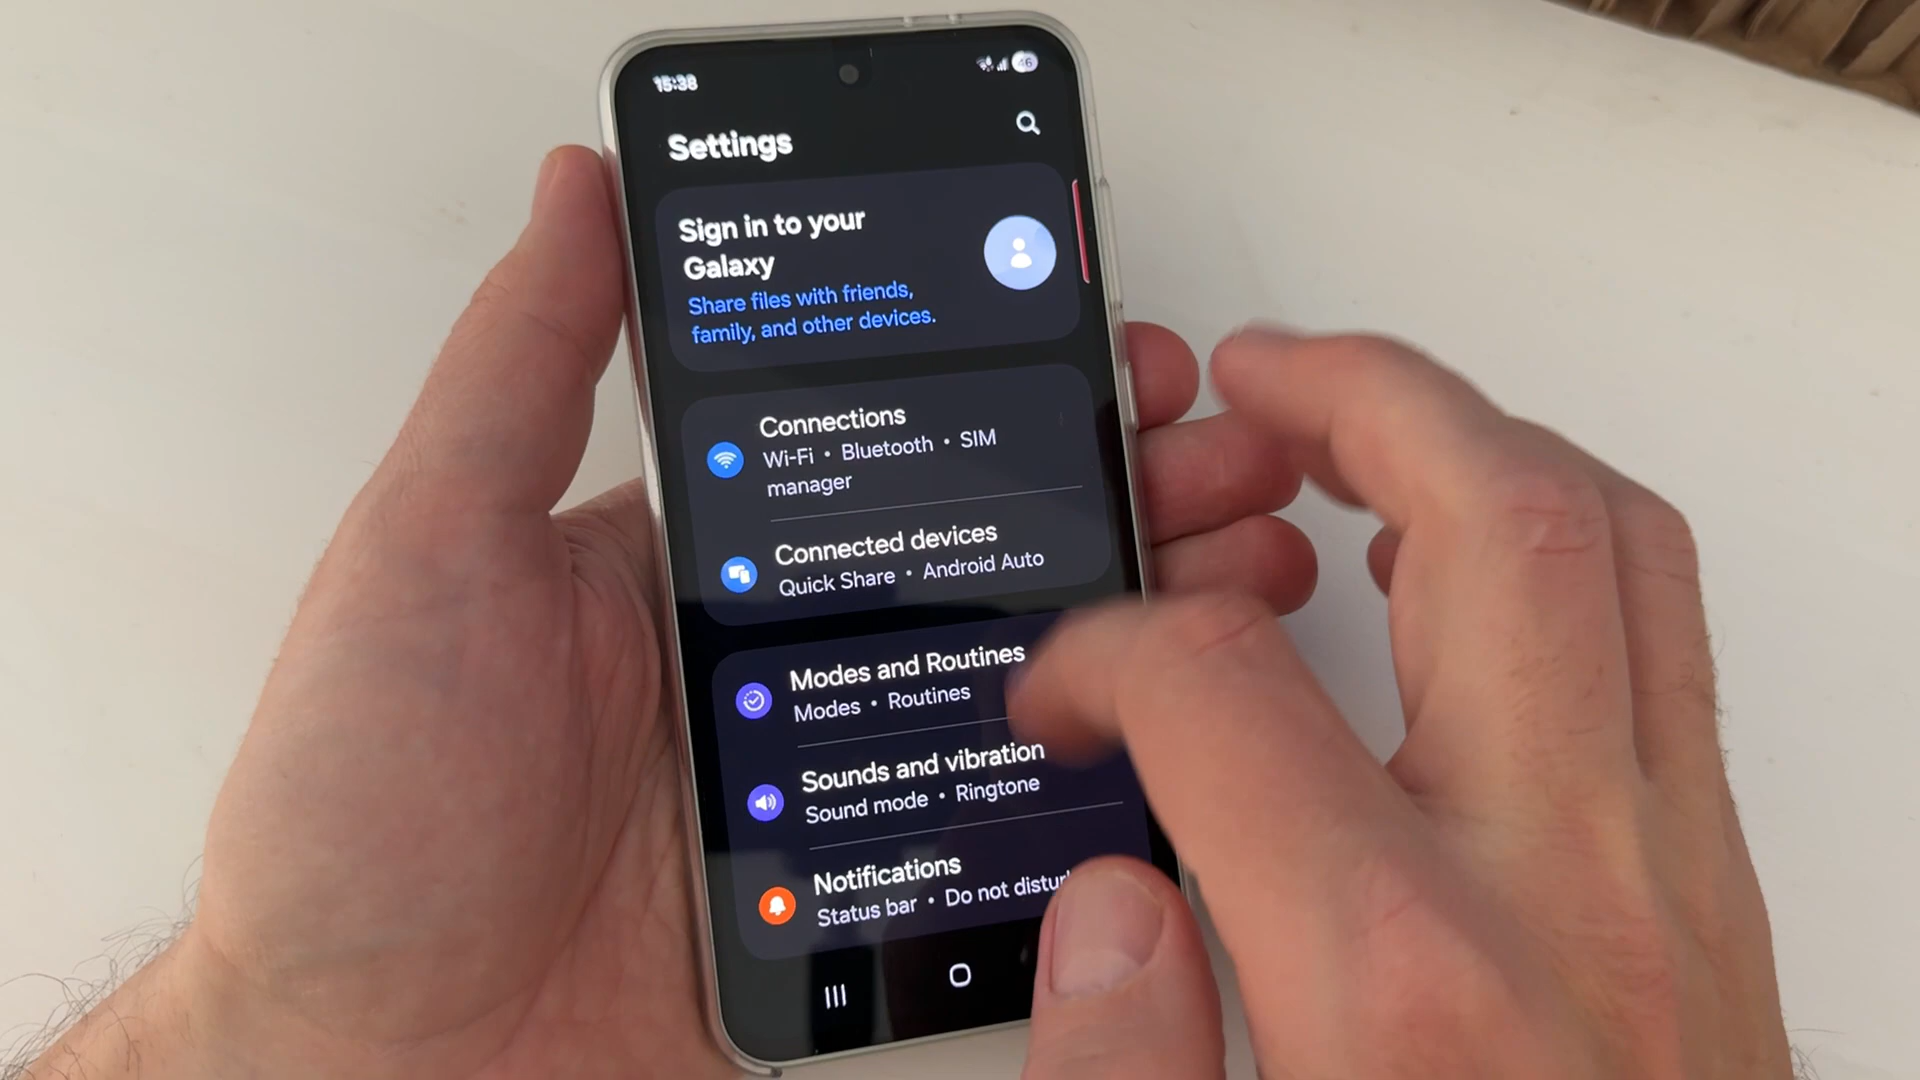 15:38
46
Settings
Sign in to your
Galaxy
Share files with friends,
family, and other devices.
Connections
Wi-Fi • Bluetooth • SIM
manager
Connected devices
Quick Share • Android Auto
Modes and Routines
Modes • Routines
Sounds and vibration
Sound mode • Ringtone
Notifications
Status bar • Do not distur